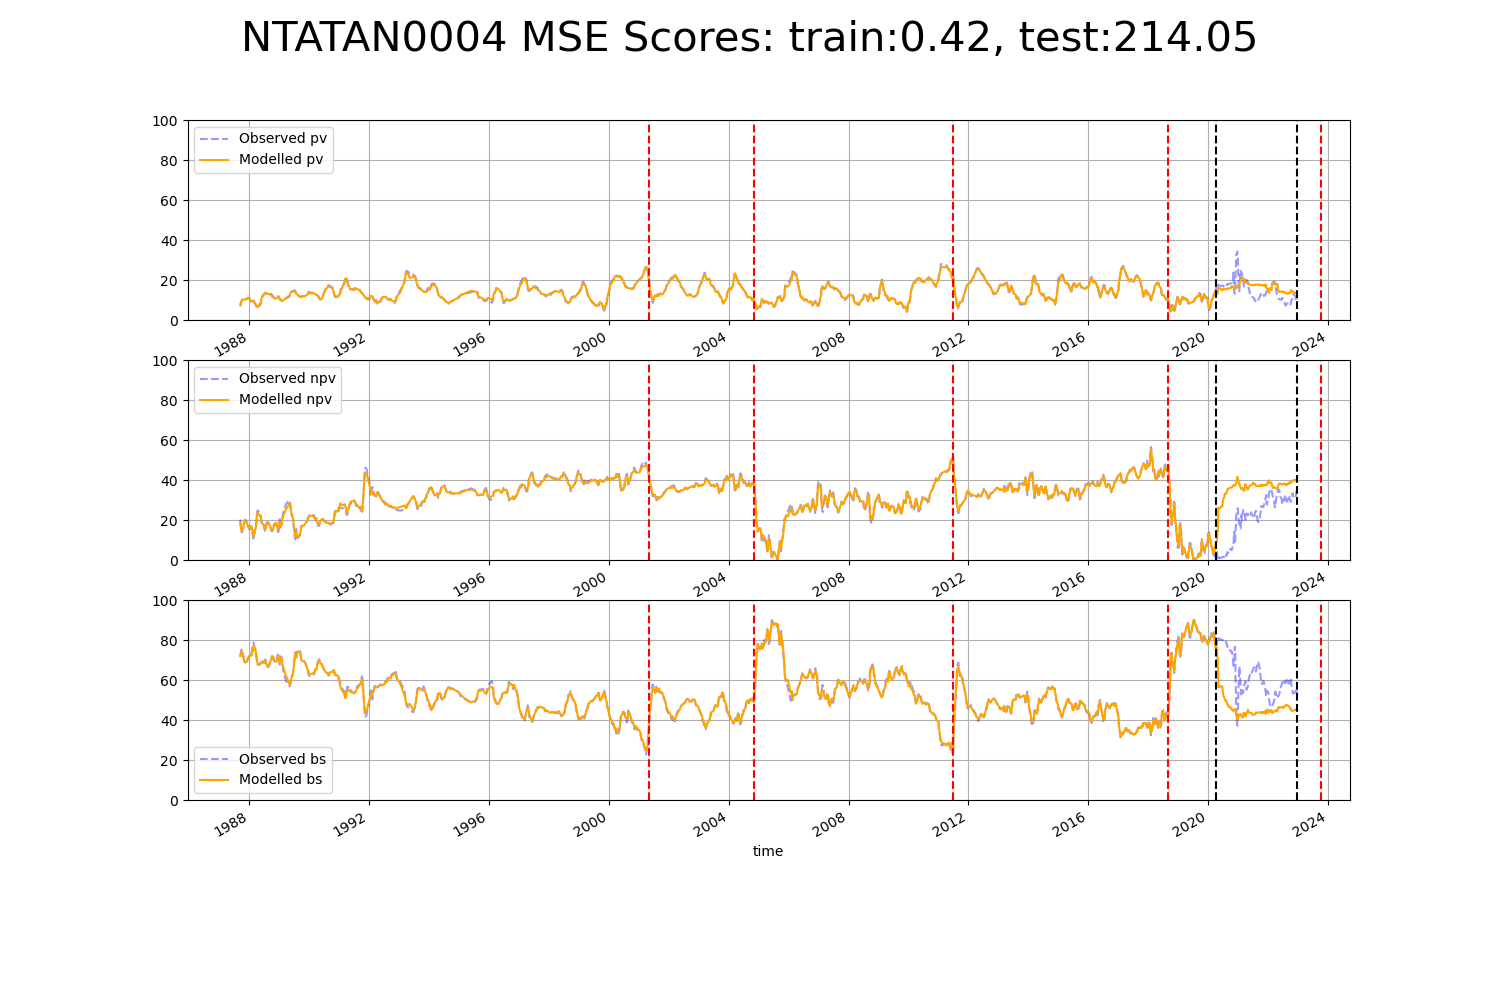 NTATAN0004 MSE Scores: train:0.42, test:214.05
100
80
60
40
20
0
Observed pv
Modelled pv
1988 1992 1996 2000 2004 2008 2012 2016 2020 2024
100
80
60
40
20
0
Observed npv
Modelled npv
1988 1992 1996 2000 2004 2008 2012 2016 2020 2024
100
80
60
40
20
0
Observed bs
Modelled bs
1988 1992 1996 2000 2004 2008 2012 2016 2020 2024
time